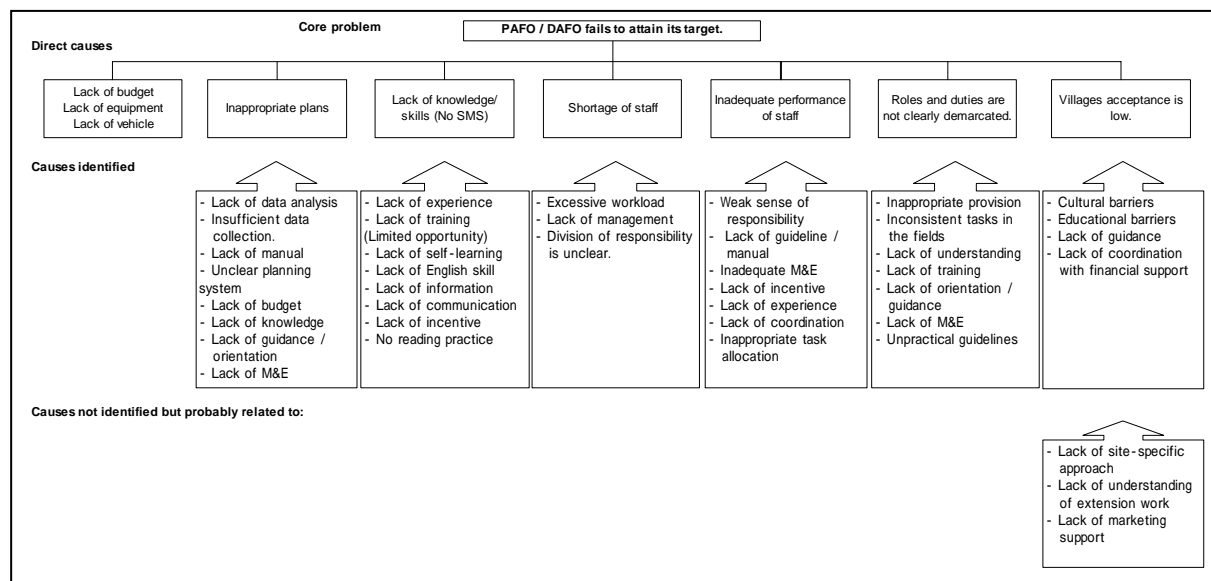 Core problem
PAFO / DAFO fails to attain its target.
Direct causes
Lack of budget
Lack of equipment
Lack of vehicle
Inappropriate plans
Lack of knowledge/
skills (No SMS)
Shortage of staff
Inadequate performance
of staff
Roles and duties are
not clearly demarcated.
Villages acceptance is
low.
Causes identified
- Lack of data analysis
- Insufficient data
collection.
- Lack of manual
- Unclear planning
system
- Lack of budget
- Lack of knowledge
- Lack of guidance /
orientation
- Lack of M&E
- Lack of experience
- Lack of training
(Limited opportunity)
- Lack of self-learning
- Lack of English skill
- Lack of information
- Lack of communication
- Lack of incentive
- No reading practice
- Excessive workload
- Lack of management
- Division of responsibility
is unclear.
- Weak sense of
responsibility
- Lack of guideline /
manual
- Inadequate M&E
- Lack of incentive
- Lack of experience
- Lack of coordination
- Inappropriate task
allocation
- Inappropriate provision
- Inconsistent tasks in
the fields
- Lack of understanding
- Lack of training
- Lack of orientation /
guidance
- Lack of M&E
- Unpractical guidelines
- Cultural barriers
- Educational barriers
- Lack of guidance
- Lack of coordination
with financial support
Causes not identified but probably related to:
- Lack of site-specific
approach
- Lack of understanding
of extension work
- Lack of marketing
support